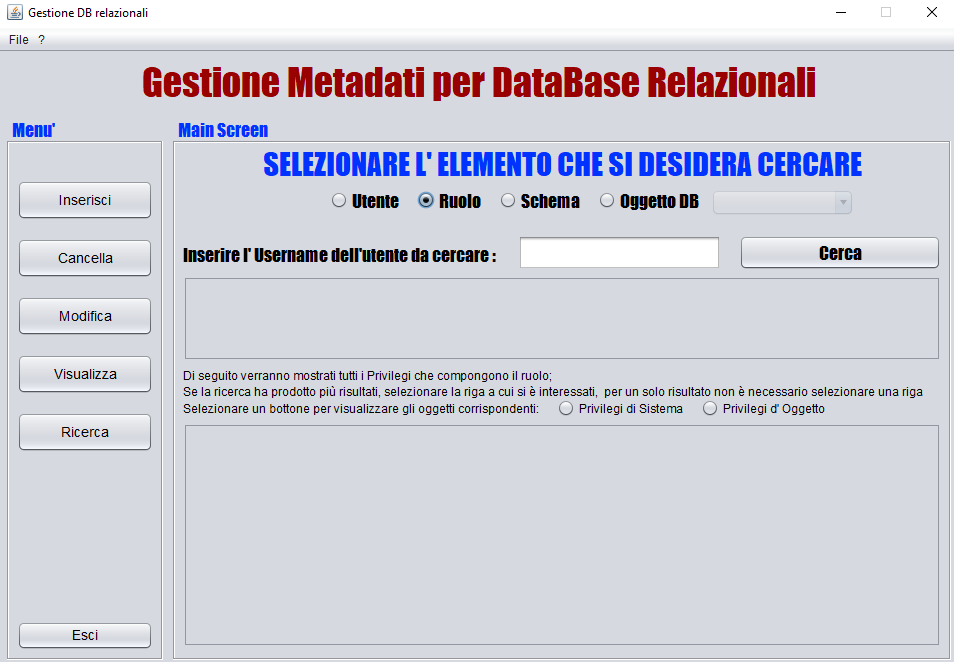 Gestione DB relazionali
File ?
Gestione Metadati per DataBase Relazionali
Menu'
Inserisci
Cancella
Modifica
Visualizza
Ricerca
Esci
Main Screen
SELEZIONARE L' ELEMENTO CHE SI DESIDERA CERCARE
Utente Ruolo Schema Oggetto DB
Inserire l' Username dell'utente da cercare : Cerca
Di seguito verranno mostrati tutti i Privilegi che compongono il ruolo;
Se la ricerca ha prodotto più risultati, selezionare la riga a cui si è interessati, per un solo risultato non è necessario selezionare una riga
Selezionare un bottone per visualizzare gli oggetti corrispondenti: Privilegi di Sistema Privilegi d' Oggetto